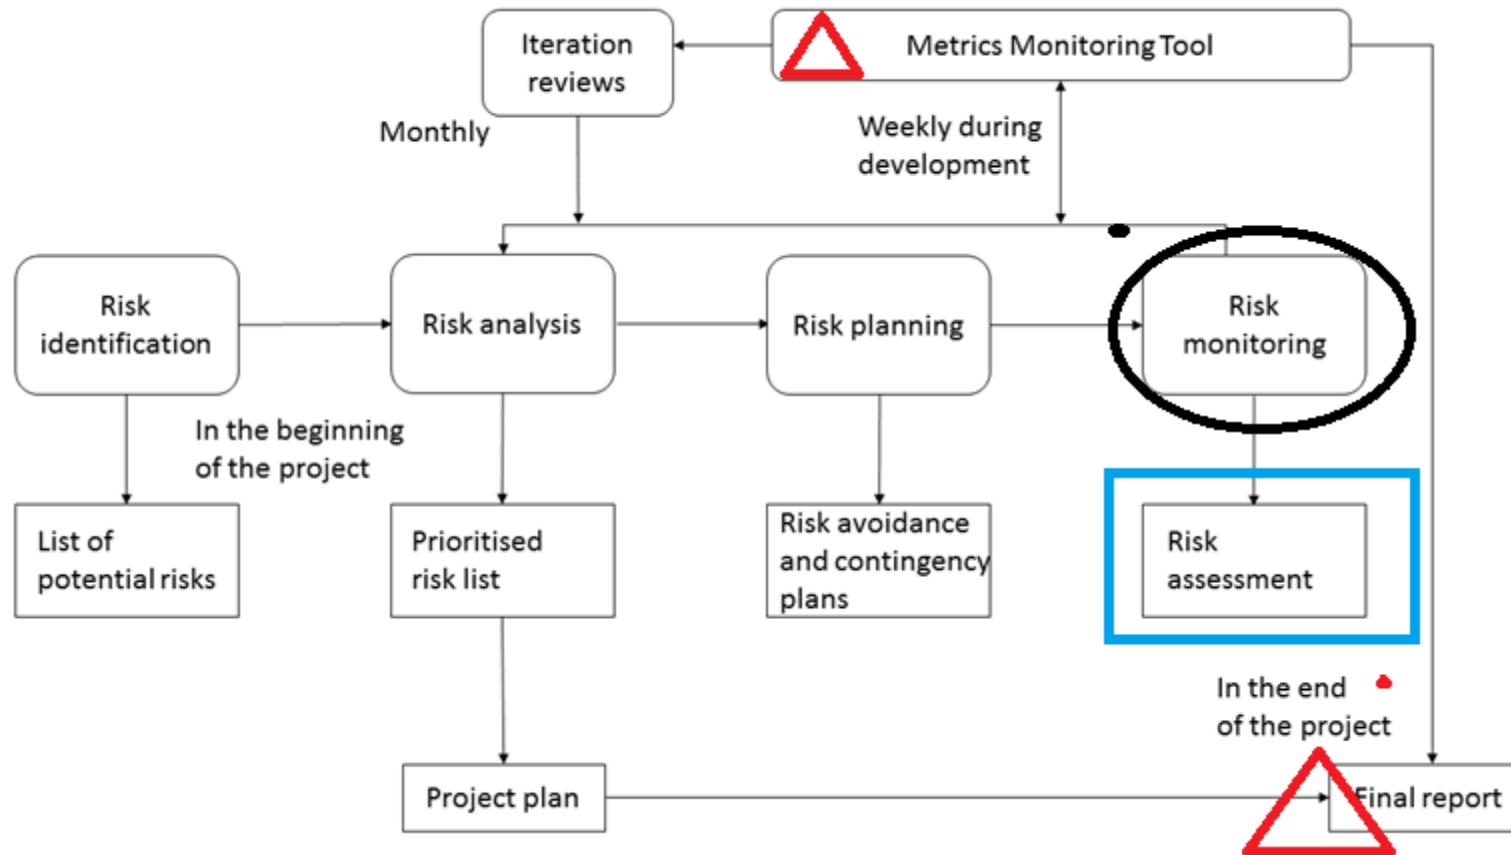 Iteration
reviews
Metrics Monitoring Tool
Monthly
Weekly during
development
Risk
identification
Risk analysis
Risk planning
Risk
monitoring
In the beginning
of the project
List of
potential risks
Prioritised
risk list
Risk avoidance
and contingency
plans
Risk
assessment
In the end
of the project
Project plan
Final report